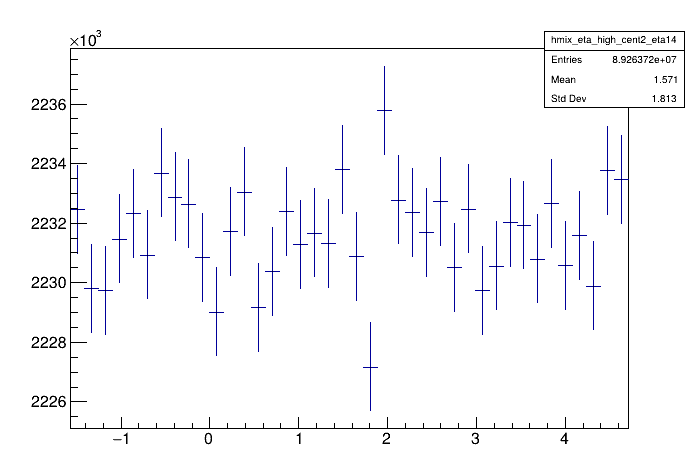 ×10³
hmix_eta_high_cent2_eta14
Entries 8.926372e+07
Mean 1.571
Std Dev 1.813
2236
2234
2232
2230
2228
2226
−1 0 1 2 3 4